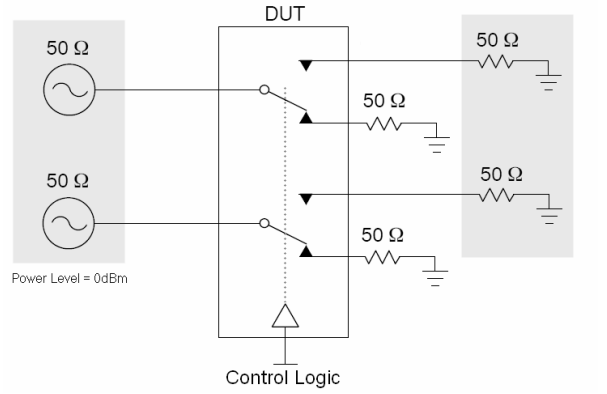 DUT
50 Ω
50 Ω
50 Ω
50 Ω
50 Ω
50 Ω
Power Level = 0dBm
Control Logic